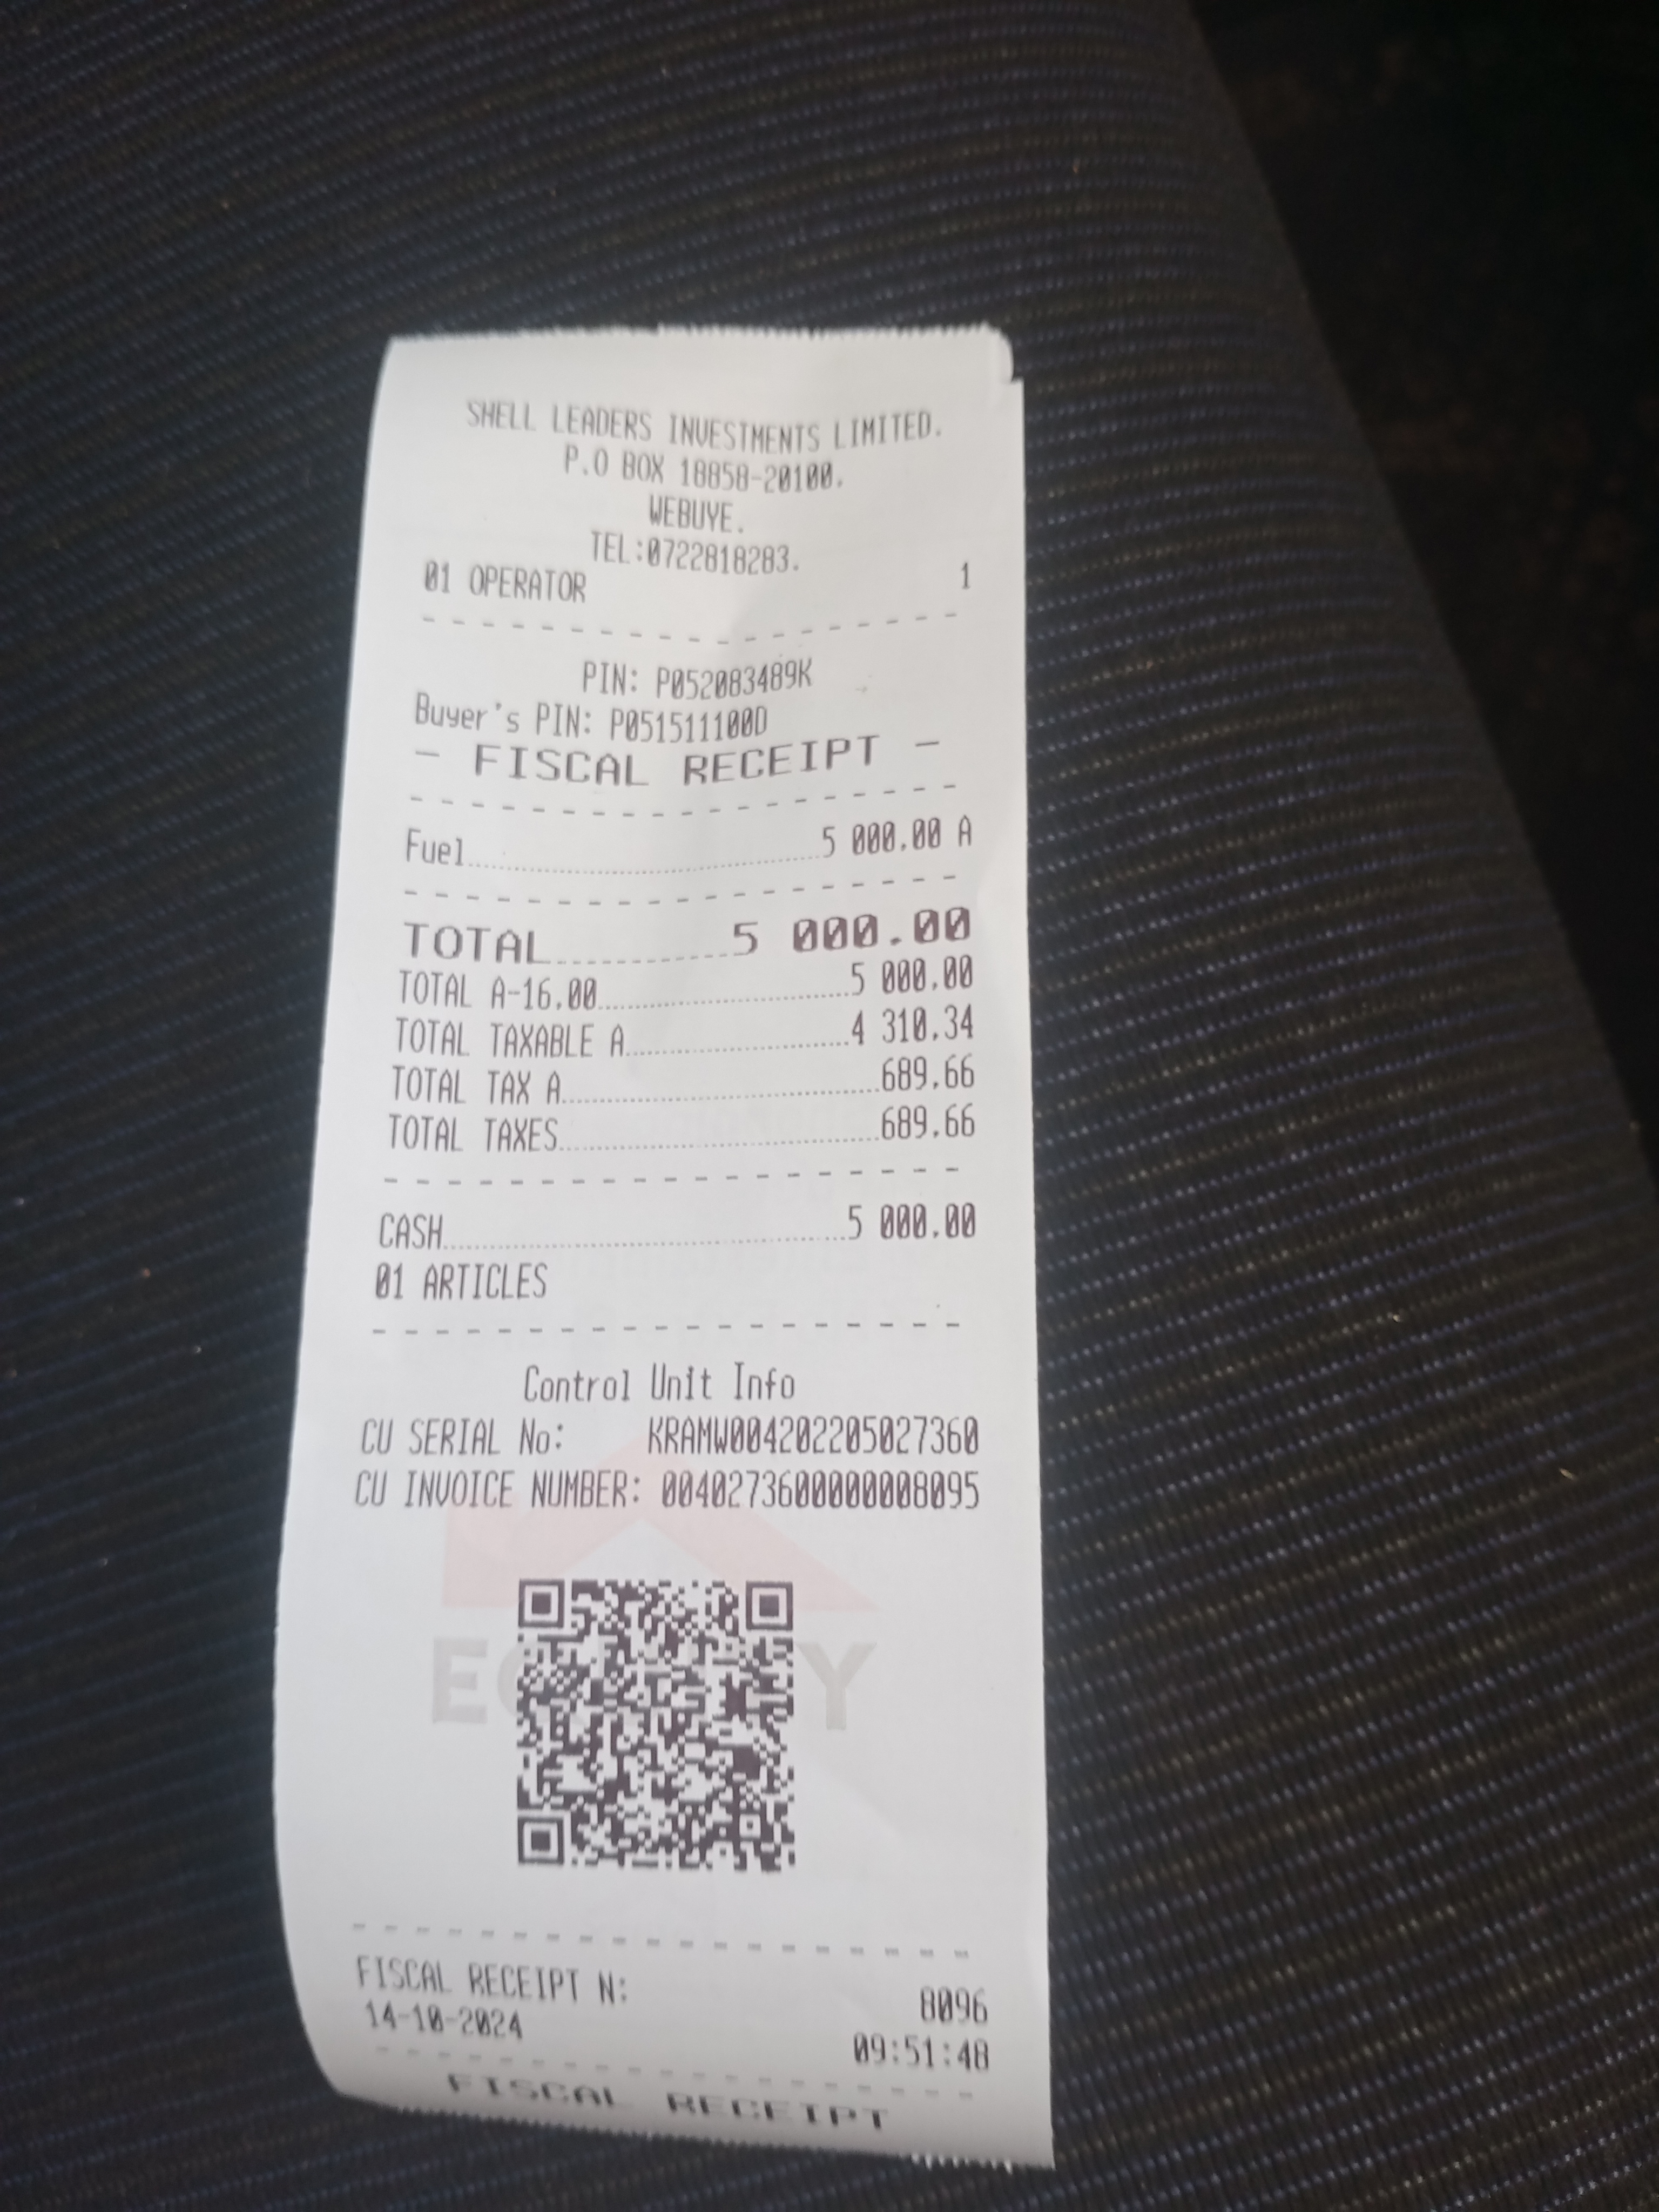 SHELL LEADERS INVESTMENTS LIMITED.
P.O BOX 18858-20100.
WEBUYE.
TEL:0722818283.
01 OPERATOR 1
PIN: P052083489K
Buyer's PIN: P051511100D
- FISCAL RECEIPT -
Fuel 5 000.00 A
TOTAL 5 000.00
TOTAL A-16.00 5 000.00
TOTAL TAXABLE A 4 310.34
TOTAL TAX A 689.66
TOTAL TAXES 689.66
CASH 5 000.00
01 ARTICLES
Control Unit Info
CU SERIAL No: KRAMW004202205027360
CU INVOICE NUMBER: 0040273600000008095
FISCAL RECEIPT N: 8096
14-10-2024 09:51:48
FISCAL RECEIPT